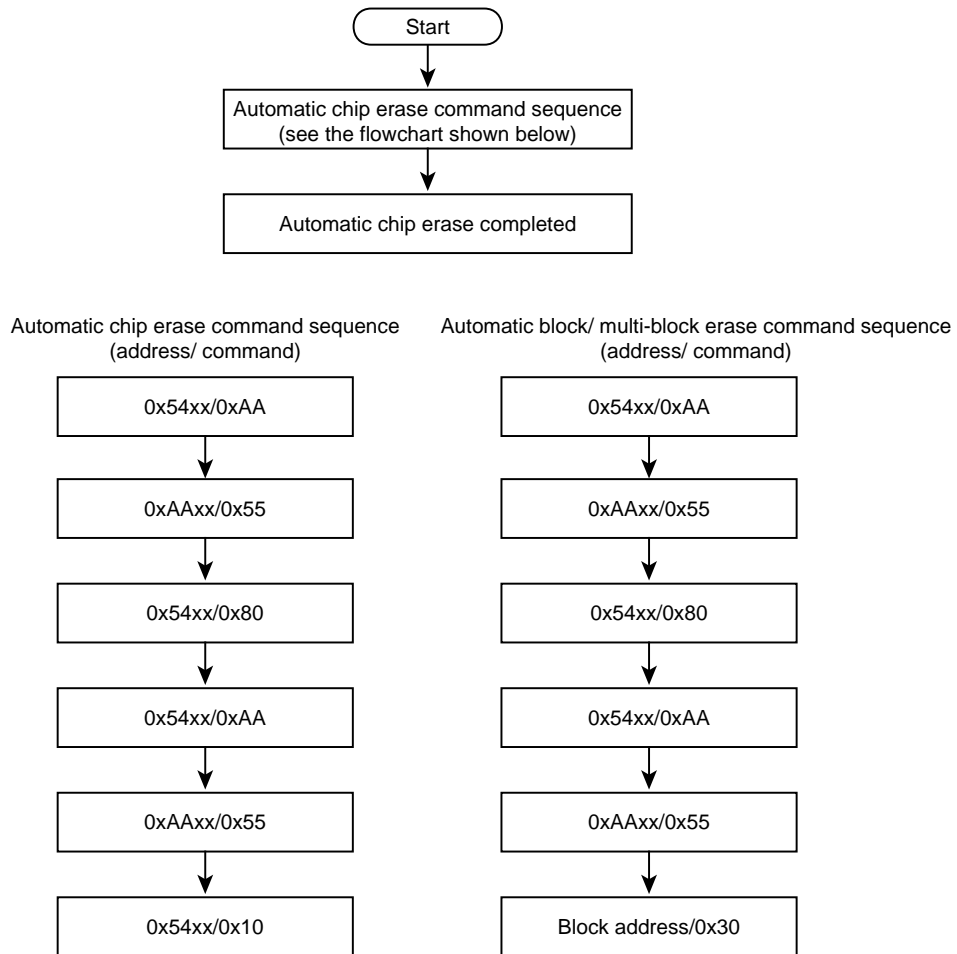 Start
Automatic chip erase command sequence
(see the flowchart shown below)
Automatic chip erase completed
Automatic chip erase command sequence
(address/ command)
0x54xx/0xAA
0xAAxx/0x55
0x54xx/0x80
0x54xx/0xAA
0xAAxx/0x55
0x54xx/0x10
Automatic block/ multi-block erase command sequence
(address/ command)
0x54xx/0xAA
0xAAxx/0x55
0x54xx/0x80
0x54xx/0xAA
0xAAxx/0x55
Block address/0x30